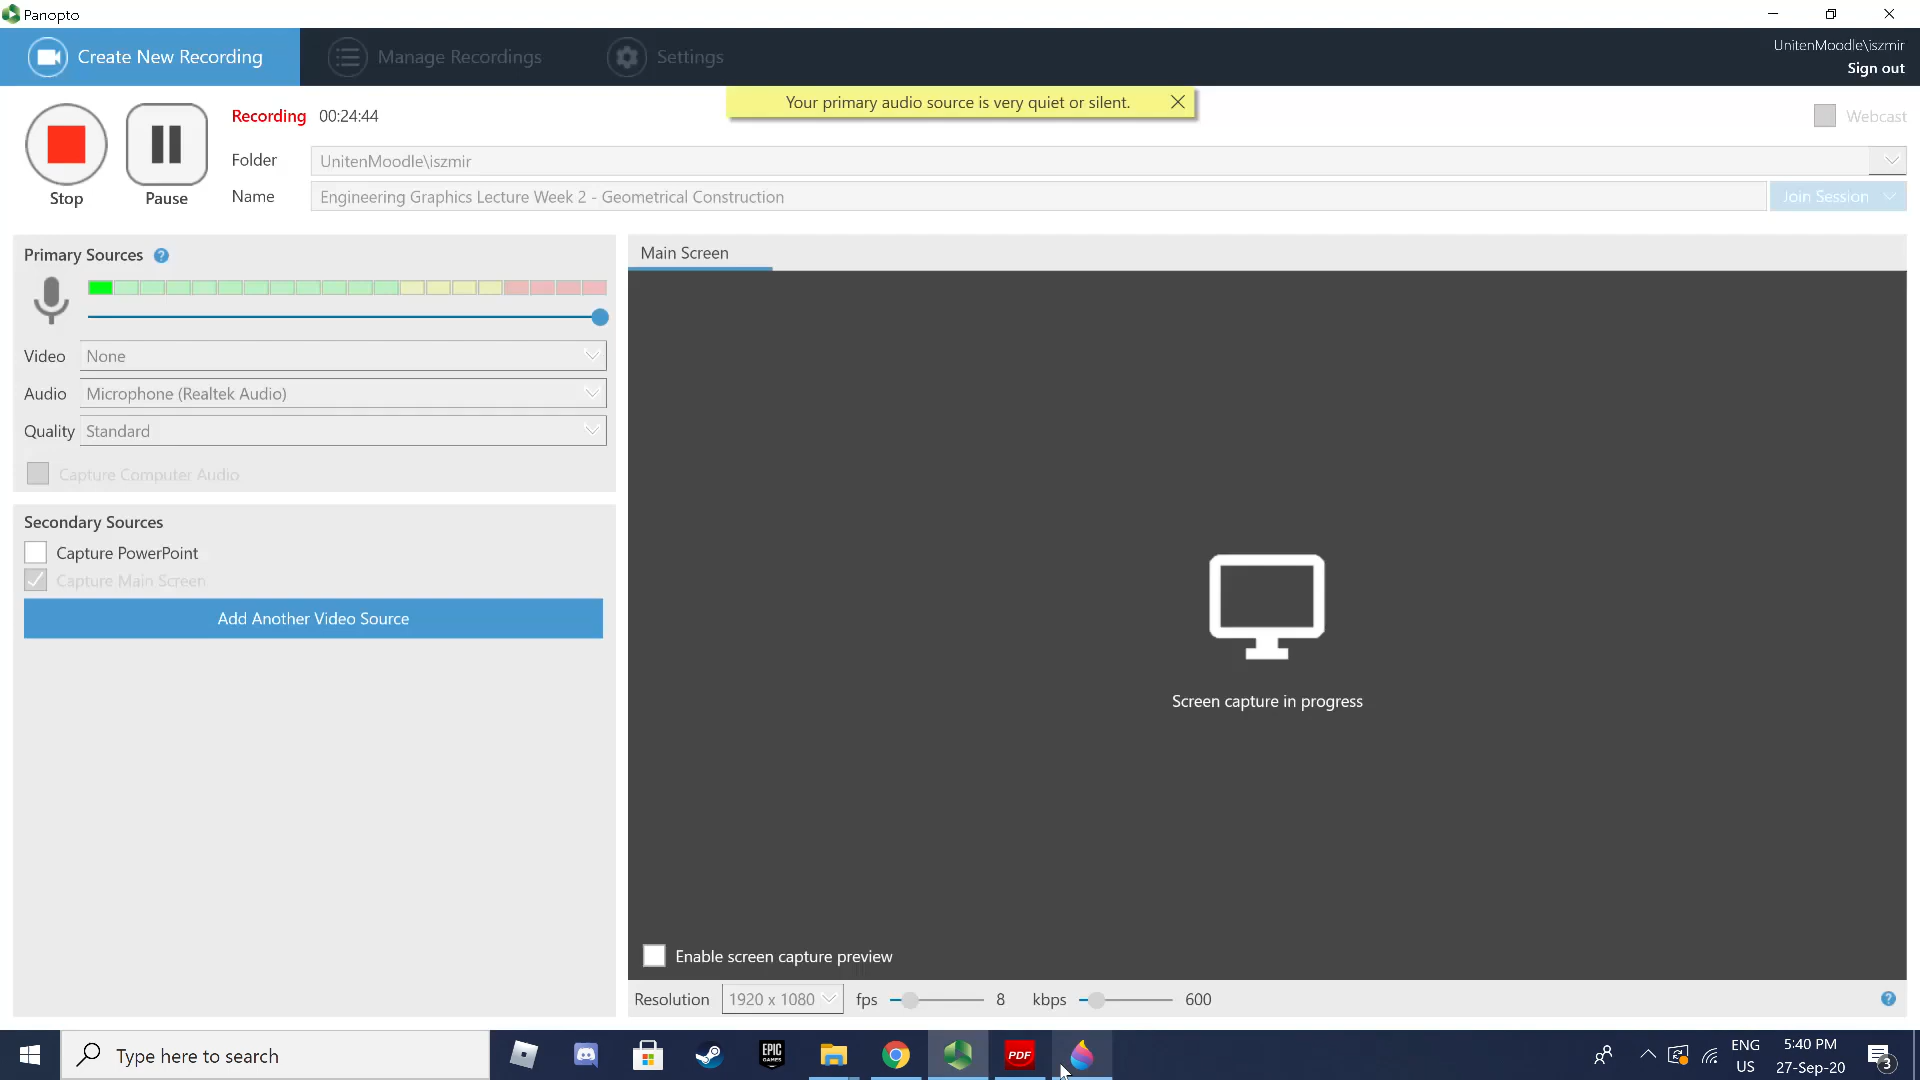 Panopto
Create New Recording
Manage Recordings
Settings
UnitenMoodle\iszmir
Sign out
Your primary audio source is very quiet or silent.
Recording 00:24:44
Webcast
Folder UnitenMoodle\iszmir
Name Engineering Graphics Lecture Week 2 - Geometrical Construction
Join Session
Stop
Pause
Primary Sources ?
Video None
Audio Microphone (Realtek Audio)
Quality Standard
Capture Computer Audio
Secondary Sources
Capture PowerPoint
Capture Main Screen
Add Another Video Source
Main Screen
Screen capture in progress
Enable screen capture preview
Resolution 1920 x 1080 fps 8 kbps 600 ?
Type here to search
EPIC
GAMES
PDF
ENG
US
5:40 PM
27-Sep-20
3